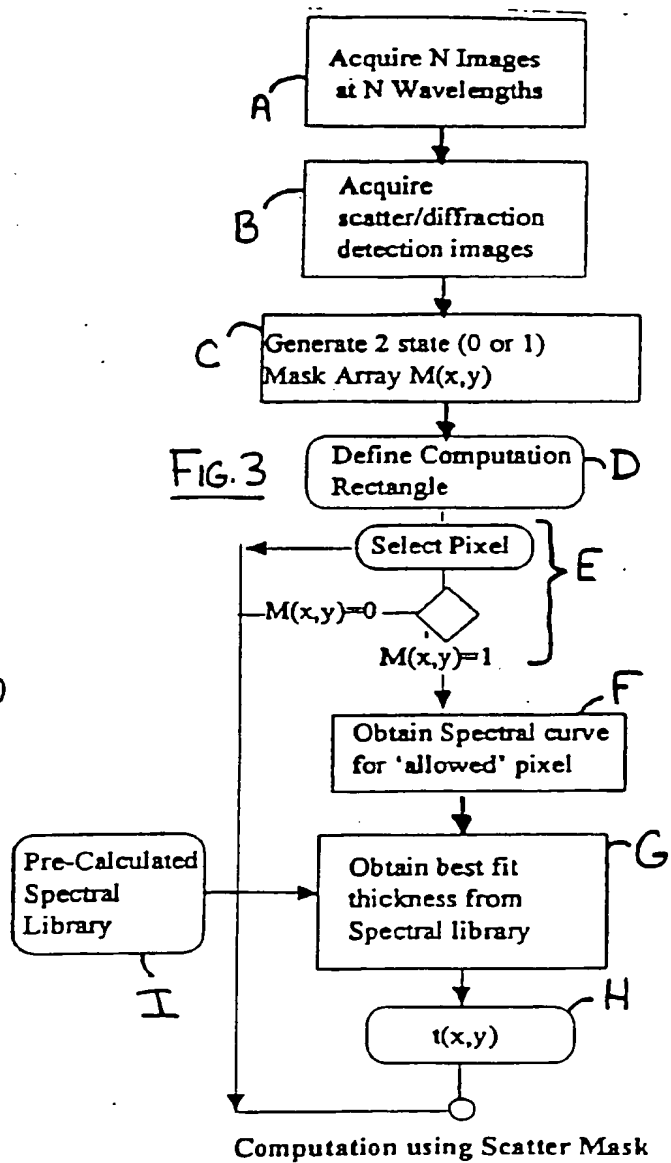 Acquire N Images
at N Wavelengths
A
Acquire
scatter/diffraction
detection images
B
C
Generate 2 state (0 or 1)
Mask Array M(x,y)
FIG.3
Define Computation
Rectangle
D
Select Pixel
E
M(x,y)=0
M(x,y)=1
F
Obtain Spectral curve
for 'allowed' pixel
G
Pre-Calculated
Spectral
Library
Obtain best fit
thickness from
Spectral library
I
H
t(x,y)
Computation using Scatter Mask